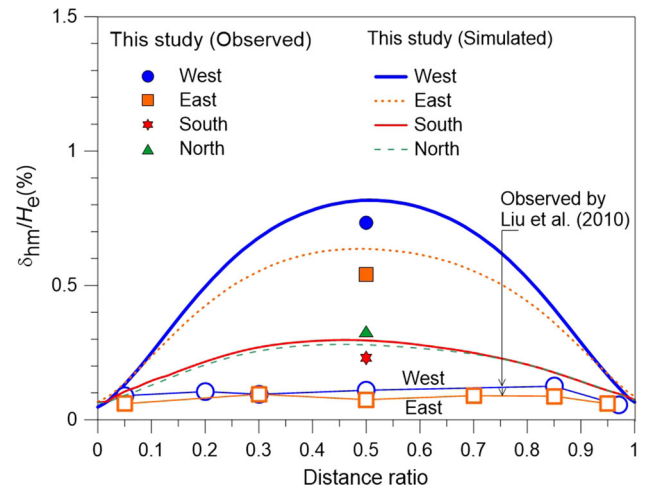 1.5
1
0.5
0
δhm/He(%)
This study (Observed)
West
East
South
North
This study (Simulated)
West
East
South
North
Observed by
Liu et al. (2010)
West
East
0 0.1 0.2 0.3 0.4 0.5 0.6 0.7 0.8 0.9 1
Distance ratio